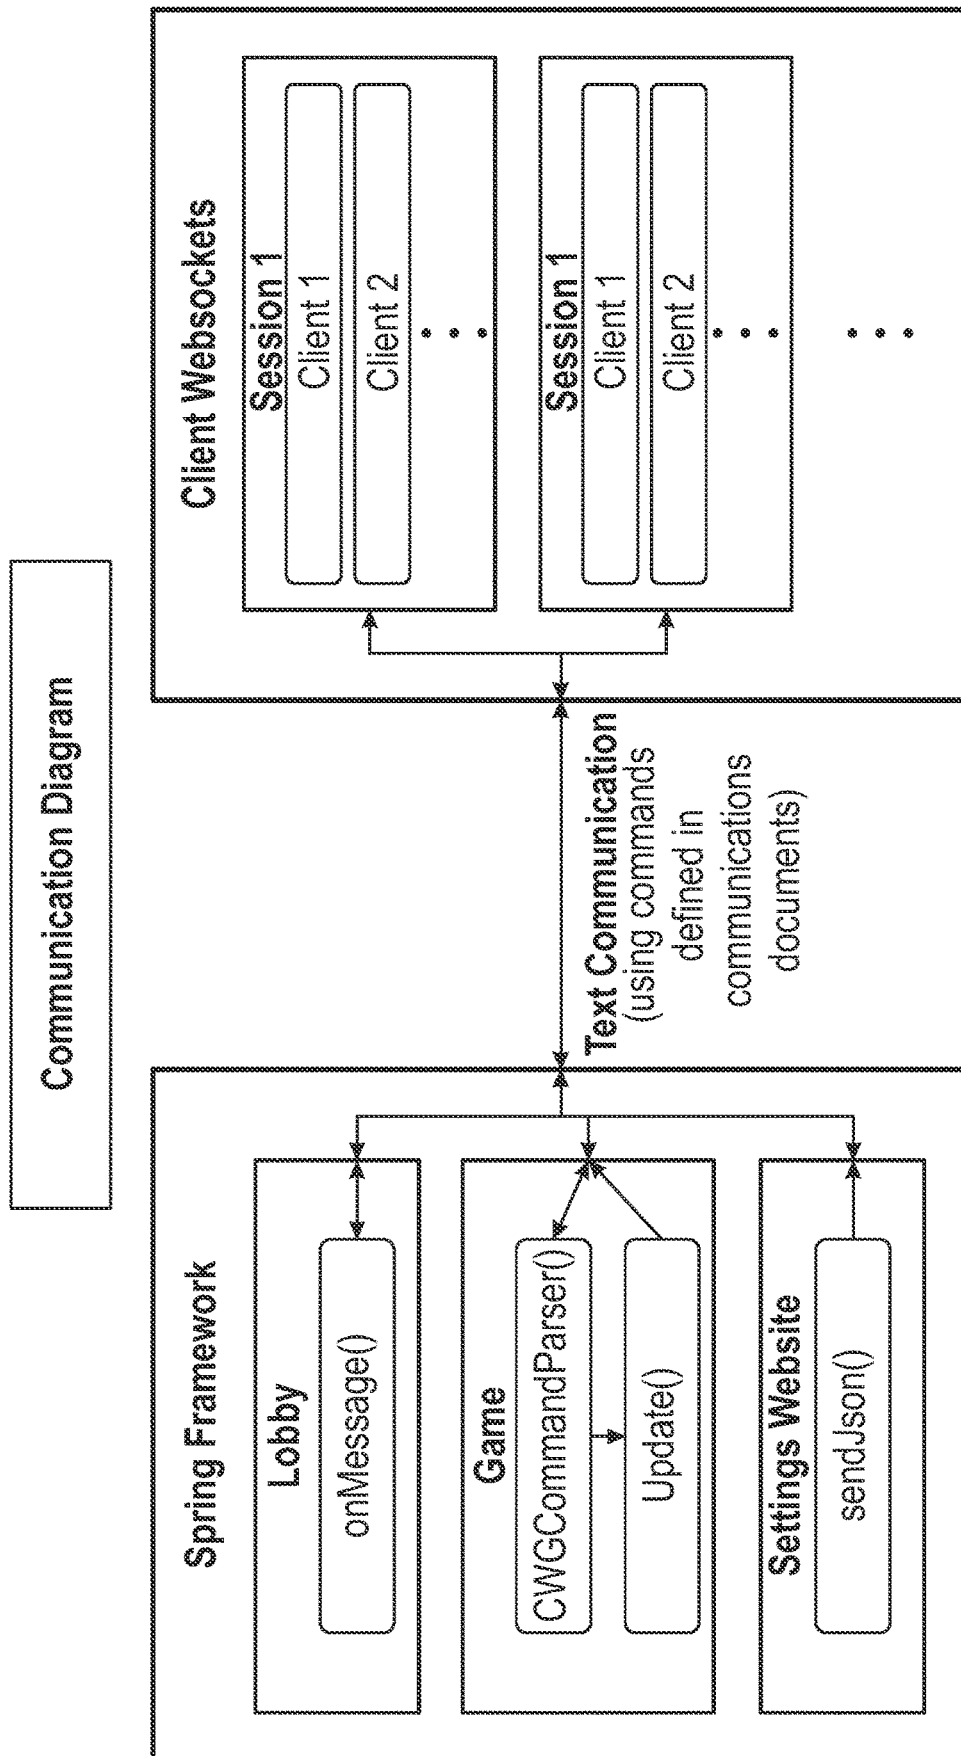 Communication Diagram
Spring Framework
Lobby
onMessage()
Game
CWGCommandParser()
Update()
Settings Website
sendJson()
Text Communication
(using commands
defined in
communications
documents)
Client Websockets
Session 1
Client 1
Client 2
Session 1
Client 1
Client 2